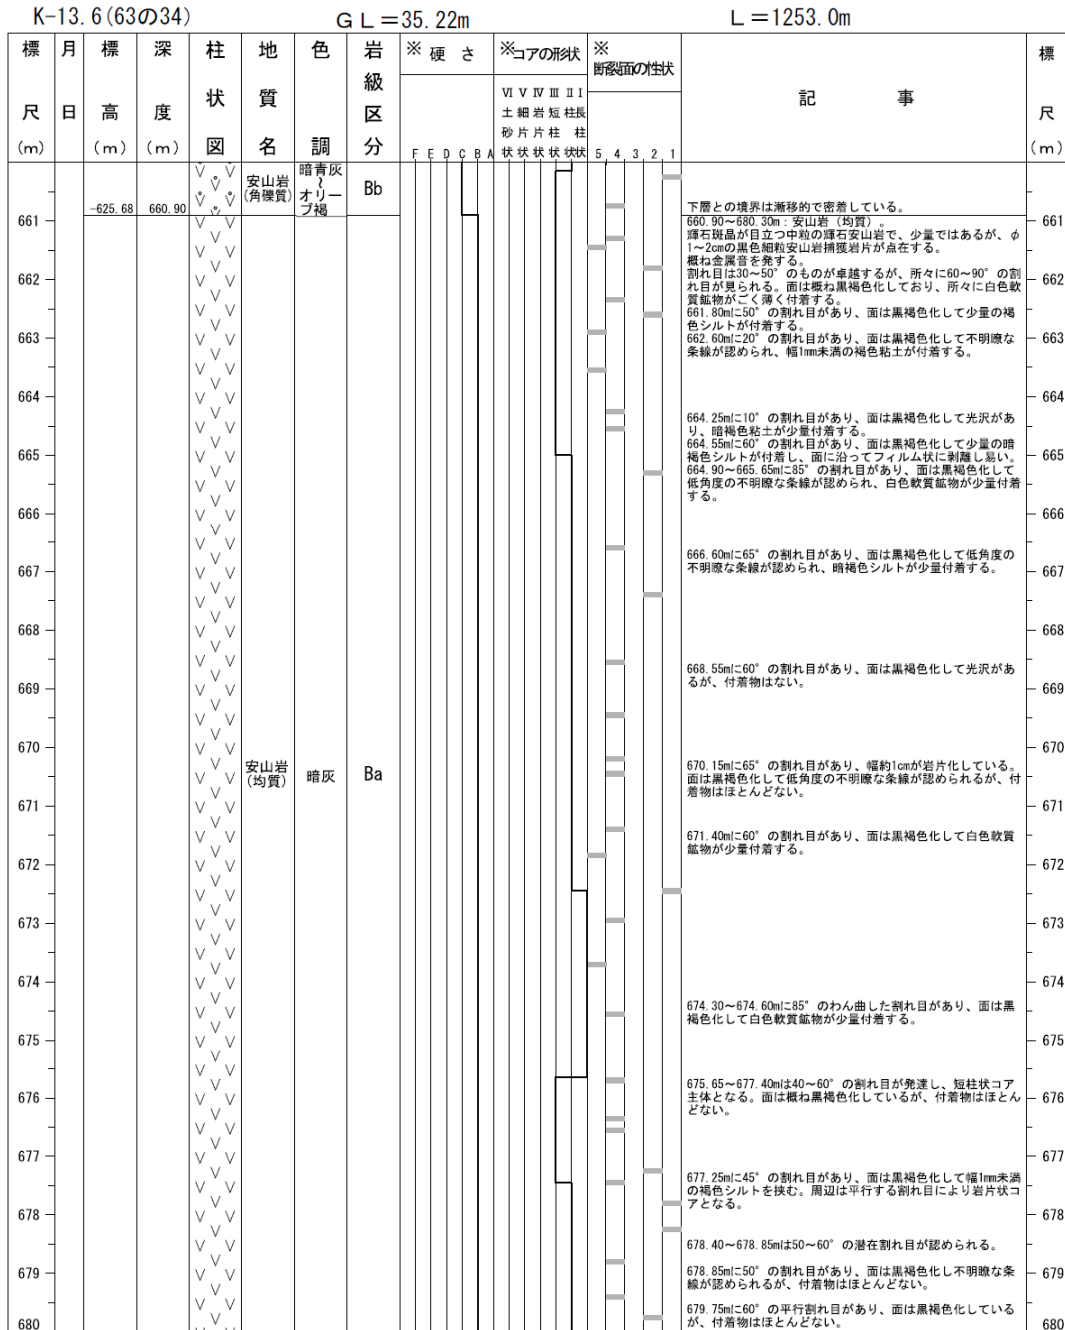 K-13.6(63の34)
GL=35.22m
L=1253.0m
標尺(m)
月日
標高(m)
深度(m)
柱状図
地質名
色調
岩級区分
※硬さ
F E D C B A
※コアの形状
Ⅵ土砂状
Ⅴ細片状
Ⅳ岩片状
Ⅲ短柱状
Ⅱ柱状
Ⅰ長柱状
※断裂面の性状
5 4 3 2 1
記事
標尺(m)
安山岩
(角礫質)
暗青灰
~
オリー
ブ褐
Bb
-625.68
660.90
安山岩
(均質)
暗灰
Ba
661
662
663
664
665
666
667
668
669
670
671
672
673
674
675
676
677
678
679
680
下層との境界は漸移的で密着している。
660.90~680.30m:安山岩(均質)。
輝石斑晶が目立つ中粒の輝石安山岩で、少量ではあるが、φ
1~2cmの黒色細粒安山岩捕獲岩片が点在する。
概ね金属音を発する。
割れ目は30~50°のものが卓越するが、所々に60~90°の割
れ目が見られる。面は概ね黒褐色化しており、所々に白色軟
質鉱物がごく薄く付着する。
661.80mに50°の割れ目があり、面は黒褐色化して少量の褐
色シルトが付着する。
662.60mに20°の割れ目があり、面は黒褐色化して不明瞭な
条線が認められ、幅1mm未満の褐色粘土が付着する。
664.25mに10°の割れ目があり、面は黒褐色化して光沢があ
り、暗褐色粘土が少量付着する。
664.55mに60°の割れ目があり、面は黒褐色化して少量の暗
褐色シルトが付着し、面に沿ってフィルム状に剥離し易い。
664.90~665.65mに85°の割れ目があり、面は黒褐色化して
低角度の不明瞭な条線が認められ、白色軟質鉱物が少量付着
する。
666.60mに65°の割れ目があり、面は黒褐色化して低角度の
不明瞭な条線が認められ、暗褐色シルトが少量付着する。
668.55mに60°の割れ目があり、面は黒褐色化して光沢があ
るが、付着物はない。
670.15mに65°の割れ目があり、幅約1cmが岩片化している。
面は黒褐色化して低角度の不明瞭な条線が認められるが、付
着物はほとんどない。
671.40mに60°の割れ目があり、面は黒褐色化して白色軟質
鉱物が少量付着する。
674.30~674.60mに85°のわん曲した割れ目があり、面は黒
褐色化して白色軟質鉱物が少量付着する。
675.65~677.40mは40~60°の割れ目が発達し、短柱状コア
主体となる。面は概ね黒褐色化しているが、付着物はほとん
どない。
677.25mに45°の割れ目があり、面は黒褐色化して幅1mm未満
の褐色シルトを挟む。周辺は平行する割れ目により岩片状コ
アとなる。
678.40~678.85mは50~60°の潜在割れ目が認められる。
678.85mに50°の割れ目があり、面は黒褐色化し不明瞭な条
線が認められるが、付着物はほとんどない。
679.75mに60°の平行割れ目があり、面は黒褐色化している
が、付着物はほとんどない。
661
662
663
664
665
666
667
668
669
670
671
672
673
674
675
676
677
678
679
680